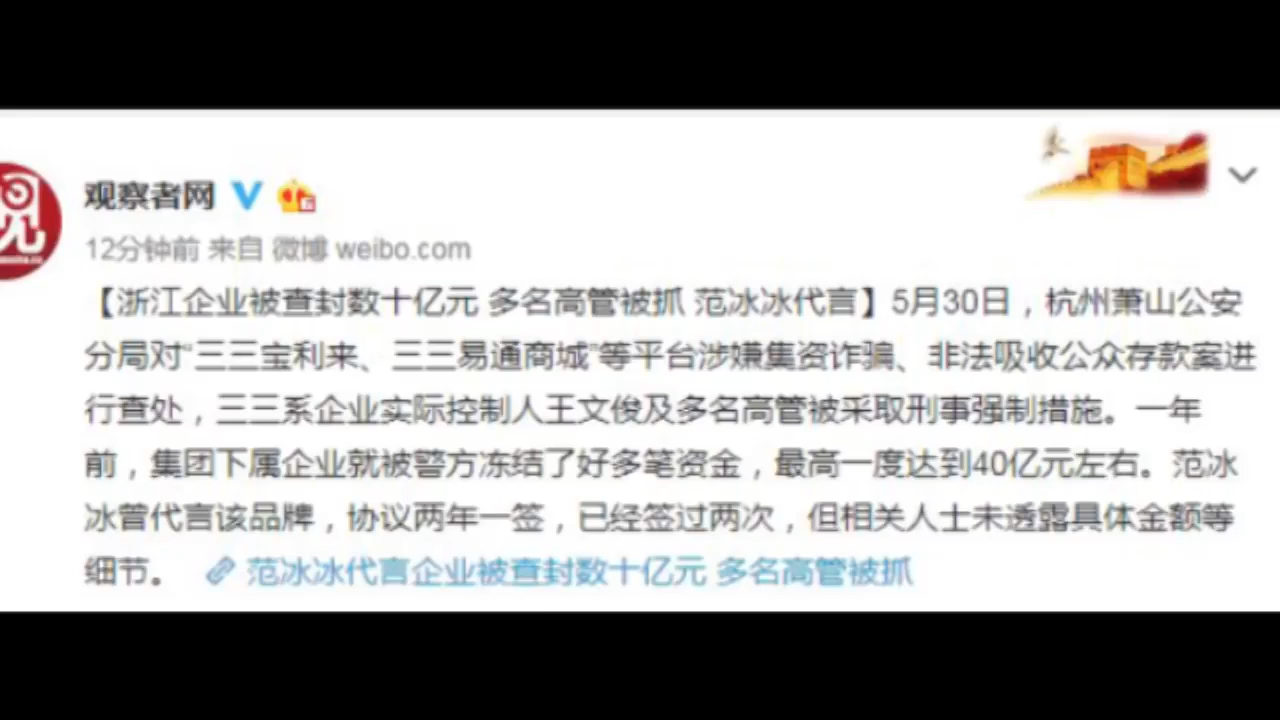 观察者网
12分钟前 来自 微博 weibo.com
【浙江企业被查封数十亿元 多名高管被抓 范冰冰代言】5月30日，杭州萧山公安
分局对“三三宝利来、三三易通商城”等平台涉嫌集资诈骗、非法吸收公众存款案进
行查处，三三系企业实际控制人王文俊及多名高管被采取刑事强制措施。一年
前，集团下属企业就被警方冻结了好多笔资金，最高一度达到40亿元左右。范冰
冰曾代言该品牌，协议两年一签，已经签过两次，但相关人士未透露具体金额等
细节。 范冰冰代言企业被查封数十亿元 多名高管被抓